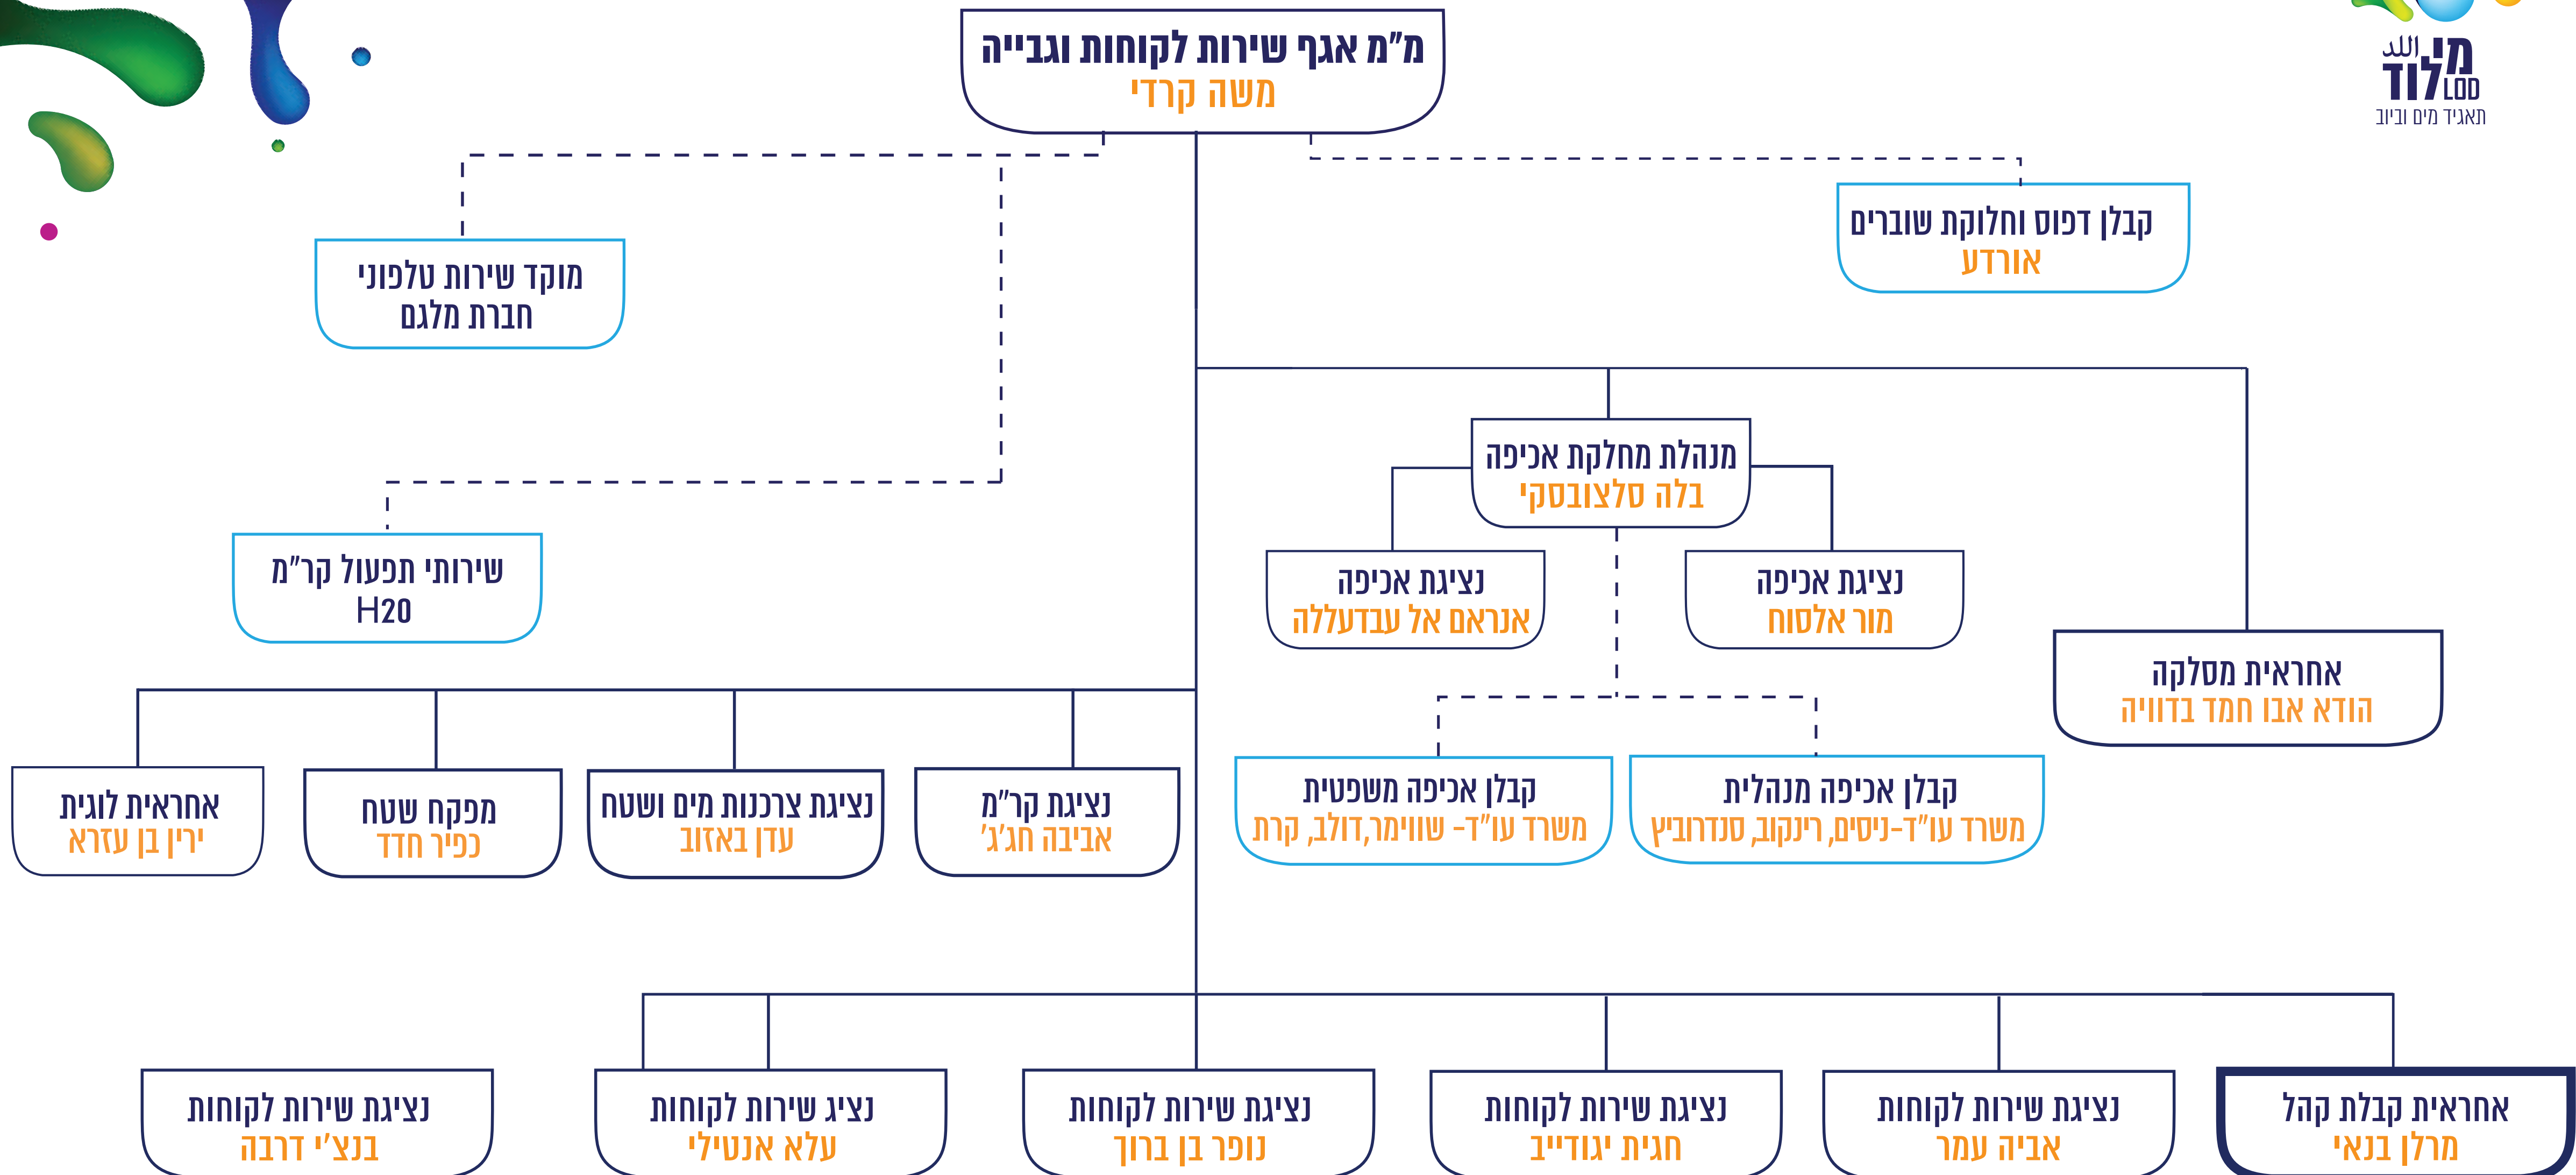 מ"מ אגף שירות לקוחות וגבייה
משה קרדי
מי اللد
לוד LOD
תאגיד מים וביוב
קבלן דפוס וחלוקת שוברים
אורדע
מוקד שירות טלפוני
חברת מלגם
מנהלת מחלקת אכיפה
בלה סלצובסקי
שירותי תפעול קר"מ
H20
נציגת אכיפה
מור אלסוח
נציגת אכיפה
אנראם אל עבדעללה
אחראית מסלקה
הודא אבו חמד בדוויה
קבלן אכיפה מנהלית
משרד עו"ד-ניסים, רינקוב, סנדרוביץ
קבלן אכיפה משפטית
משרד עו"ד- שווימר,דולב, קרת
נציגת קר"מ
אביבה חג'ג'
נציגת צרכנות מים ושטח
עדן באזוב
מפקח שטח
כפיר חדד
אחראית לוגית
ירין בן עזרא
אחראית קבלת קהל
מרלן בנאי
נציגת שירות לקוחות
אביה עמר
נציגת שירות לקוחות
חגית יגודייב
נציגת שירות לקוחות
נופר בן ברוך
נציג שירות לקוחות
עלא אנטילי
נציגת שירות לקוחות
בנצ'י דרבה